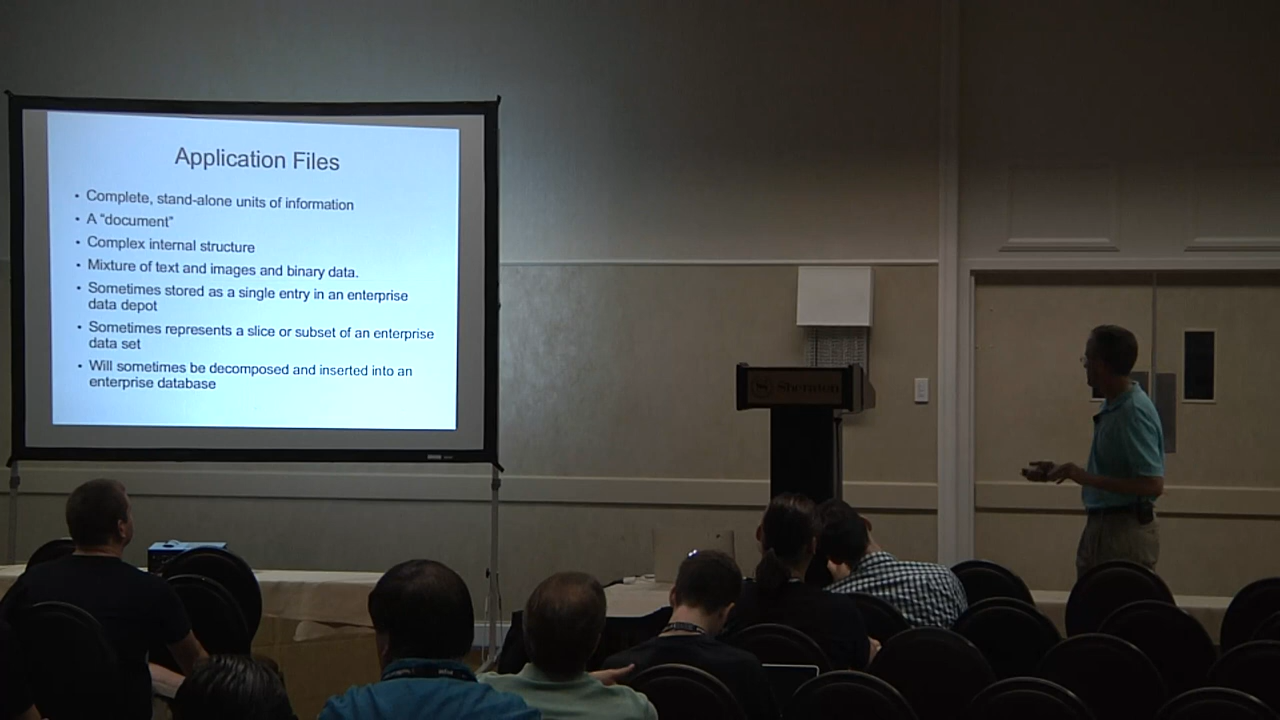 Application Files
• Complete, stand-alone units of information
• A "document"
• Complex internal structure
• Mixture of text and images and binary data.
• Sometimes stored as a single entry in an enterprise
data depot
• Sometimes represents a slice or subset of an enterprise
data set
• Will sometimes be decomposed and inserted into an
enterprise database
Sheraton